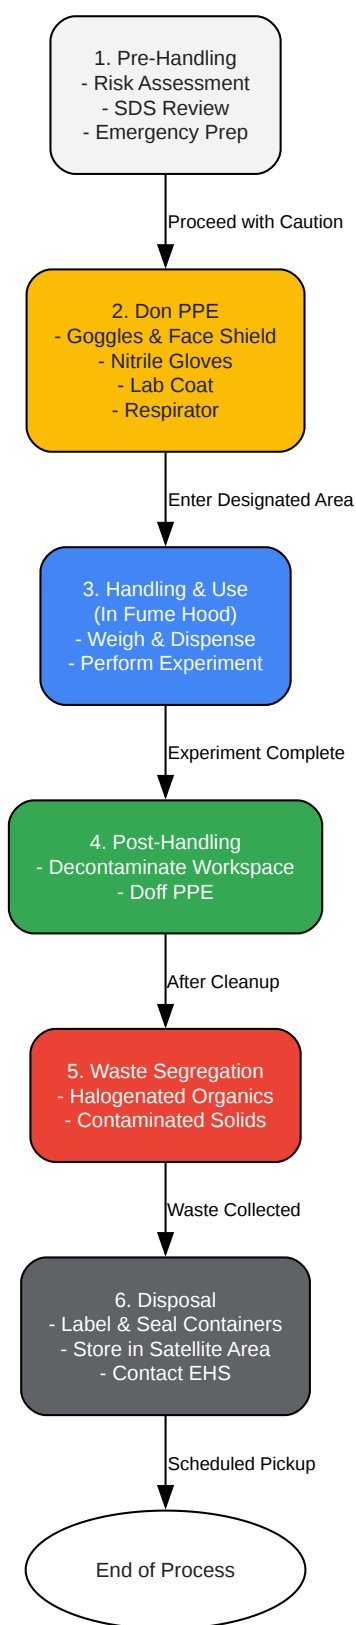 1. Pre-Handling
- Risk Assessment
- SDS Review
- Emergency Prep
Proceed with Caution
2. Don PPE
- Goggles & Face Shield
- Nitrile Gloves
- Lab Coat
- Respirator
Enter Designated Area
3. Handling & Use
(In Fume Hood)
- Weigh & Dispense
- Perform Experiment
Experiment Complete
4. Post-Handling
- Decontaminate Workspace
- Doff PPE
After Cleanup
5. Waste Segregation
- Halogenated Organics
- Contaminated Solids
Waste Collected
6. Disposal
- Label & Seal Containers
- Store in Satellite Area
- Contact EHS
Scheduled Pickup
End of Process